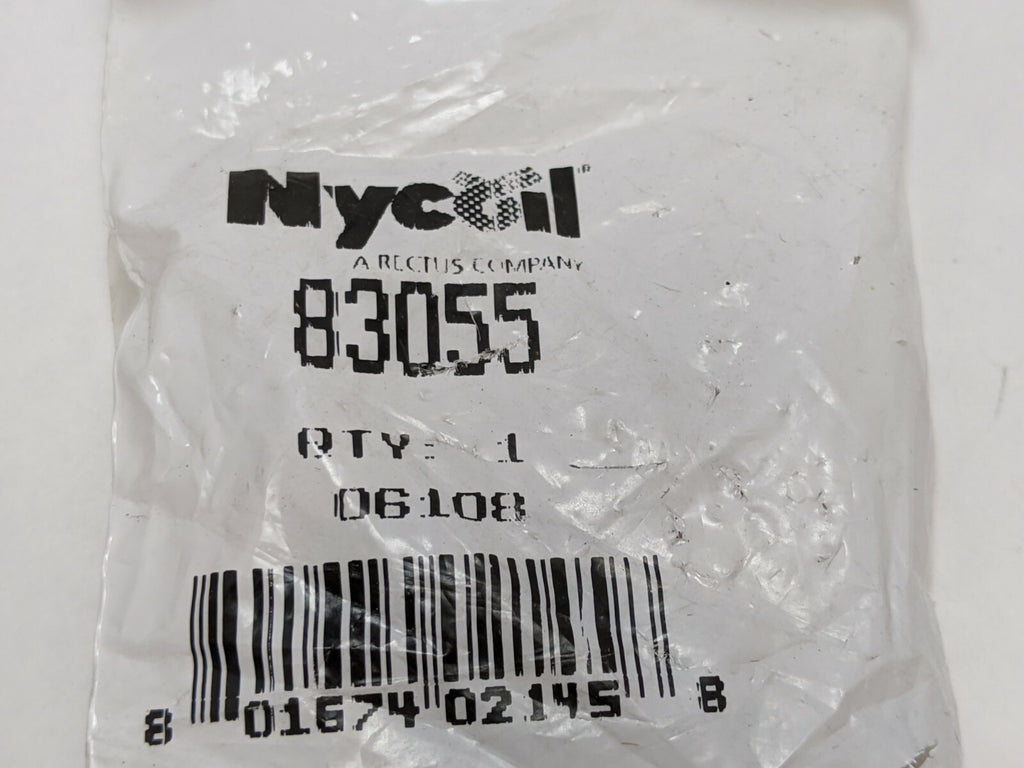 Nycoil®
A RECTUS COMPANY
83055
QTY: 1
06108
8 01674 02145 8